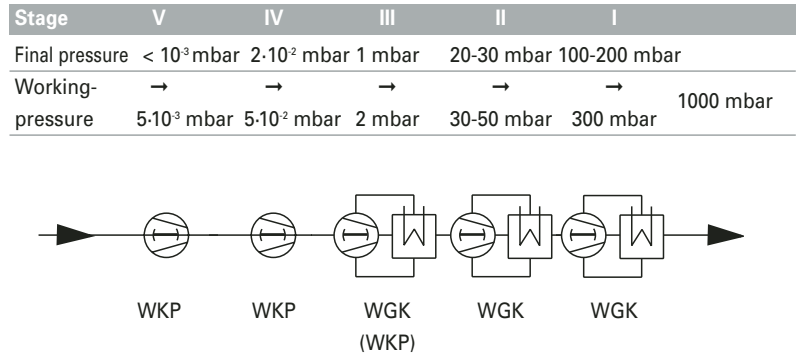 Stage V IV III II I
Final pressure < 10⁻³ mbar 2·10⁻² mbar 1 mbar 20-30 mbar 100-200 mbar
Working- → → → → →
1000 mbar
pressure 5·10⁻³ mbar 5·10⁻² mbar 2 mbar 30-50 mbar 300 mbar
WKP WKP WGK WGK WGK
(WKP)